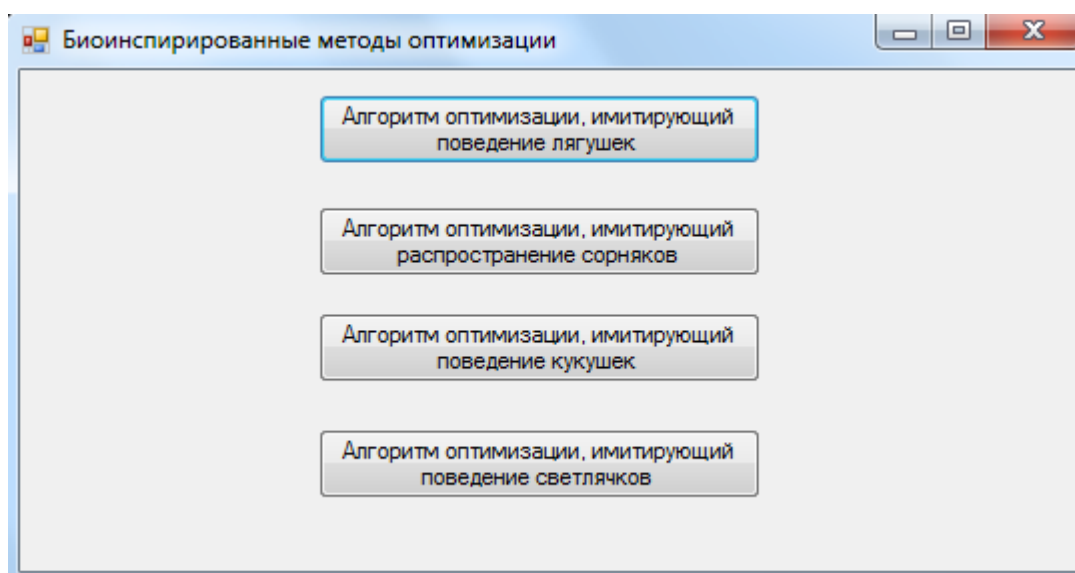 Биоинспирированные методы оптимизации
Алгоритм оптимизации, имитирующий
поведение лягушек
Алгоритм оптимизации, имитирующий
распространение сорняков
Алгоритм оптимизации, имитирующий
поведение кукушек
Алгоритм оптимизации, имитирующий
поведение светлячков